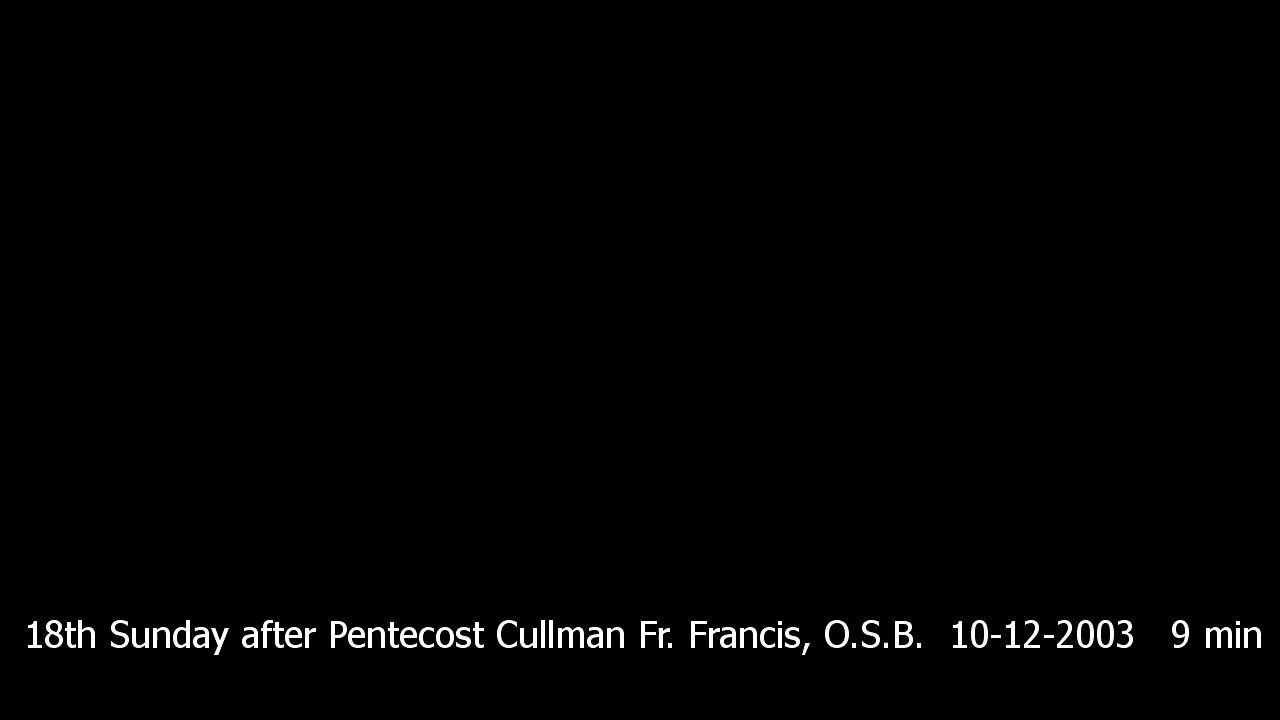 18th Sunday after Pentecost Cullman Fr. Francis, O.S.B.  10-12-2003   9 min